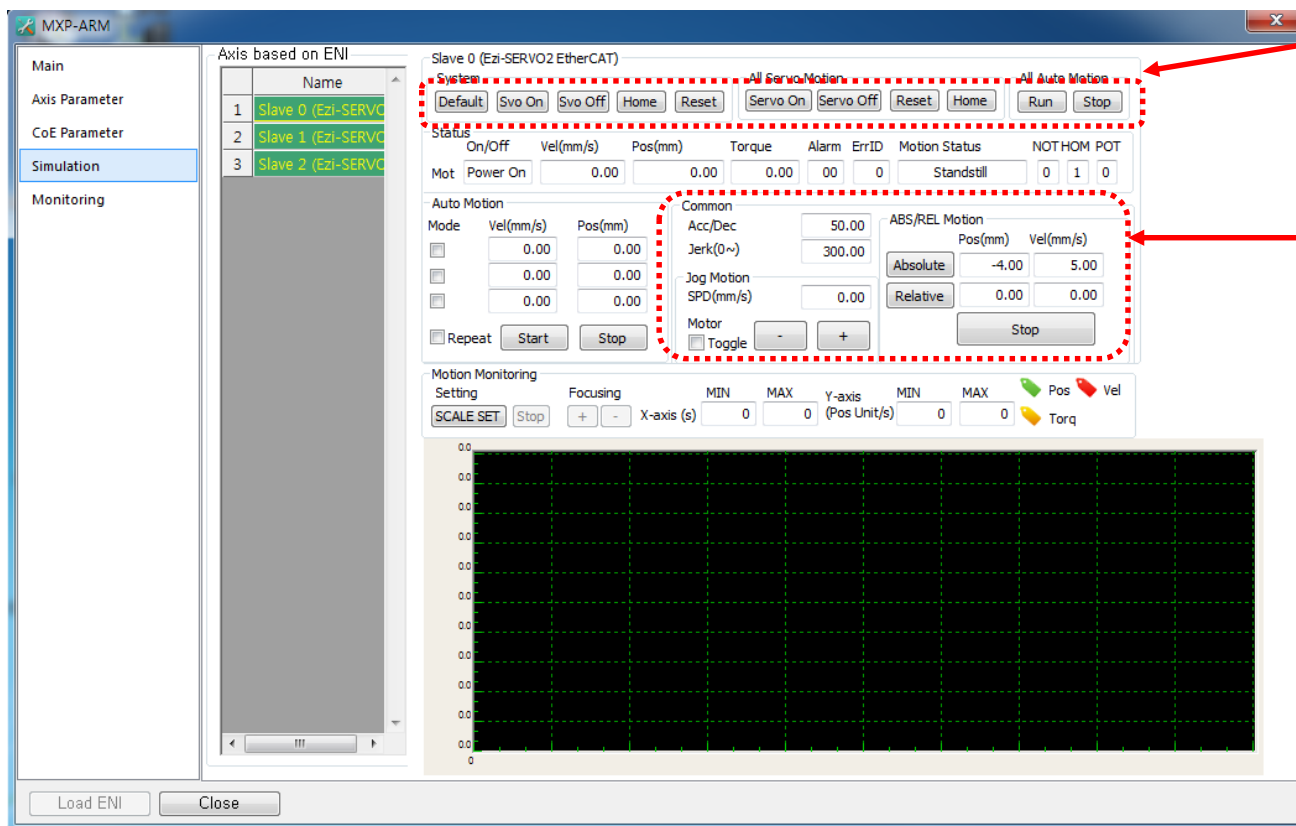 MXP-ARM
Main
Axis Parameter
CoE Parameter
Simulation
Monitoring
Axis based on ENI
Name
1 Slave 0 (Ezi-SERVO
2 Slave 1 (Ezi-SERVO
3 Slave 2 (Ezi-SERVO
Slave 0 (Ezi-SERVO2 EtherCAT)
System All Servo Motion All Auto Motion
Default Svo On Svo Off Home Reset Servo On Servo Off Reset Home Run Stop
Status
On/Off Vel(mm/s) Pos(mm) Torque Alarm ErrID Motion Status NOT HOM POT
Mot Power On 0.00 0.00 0.00 00 0 Standstill 0 1 0
Auto Motion
Mode Vel(mm/s) Pos(mm)
0.00 0.00
0.00 0.00
0.00 0.00
Repeat Start Stop
Common
Acc/Dec 50.00
Jerk(0~) 300.00
Jog Motion
SPD(mm/s) 0.00
Motor
Toggle - +
ABS/REL Motion
Pos(mm) Vel(mm/s)
Absolute -4.00 5.00
Relative 0.00 0.00
Stop
Motion Monitoring
Setting Focusing MIN MAX Y-axis MIN MAX Pos Vel
SCALE SET Stop + - X-axis (s) 0 0 (Pos Unit/s) 0 0 Torq
0.0
0.0
0.0
0.0
0.0
0.0
0.0
0.0
0.0
0.0
0.0
0
Load ENI Close